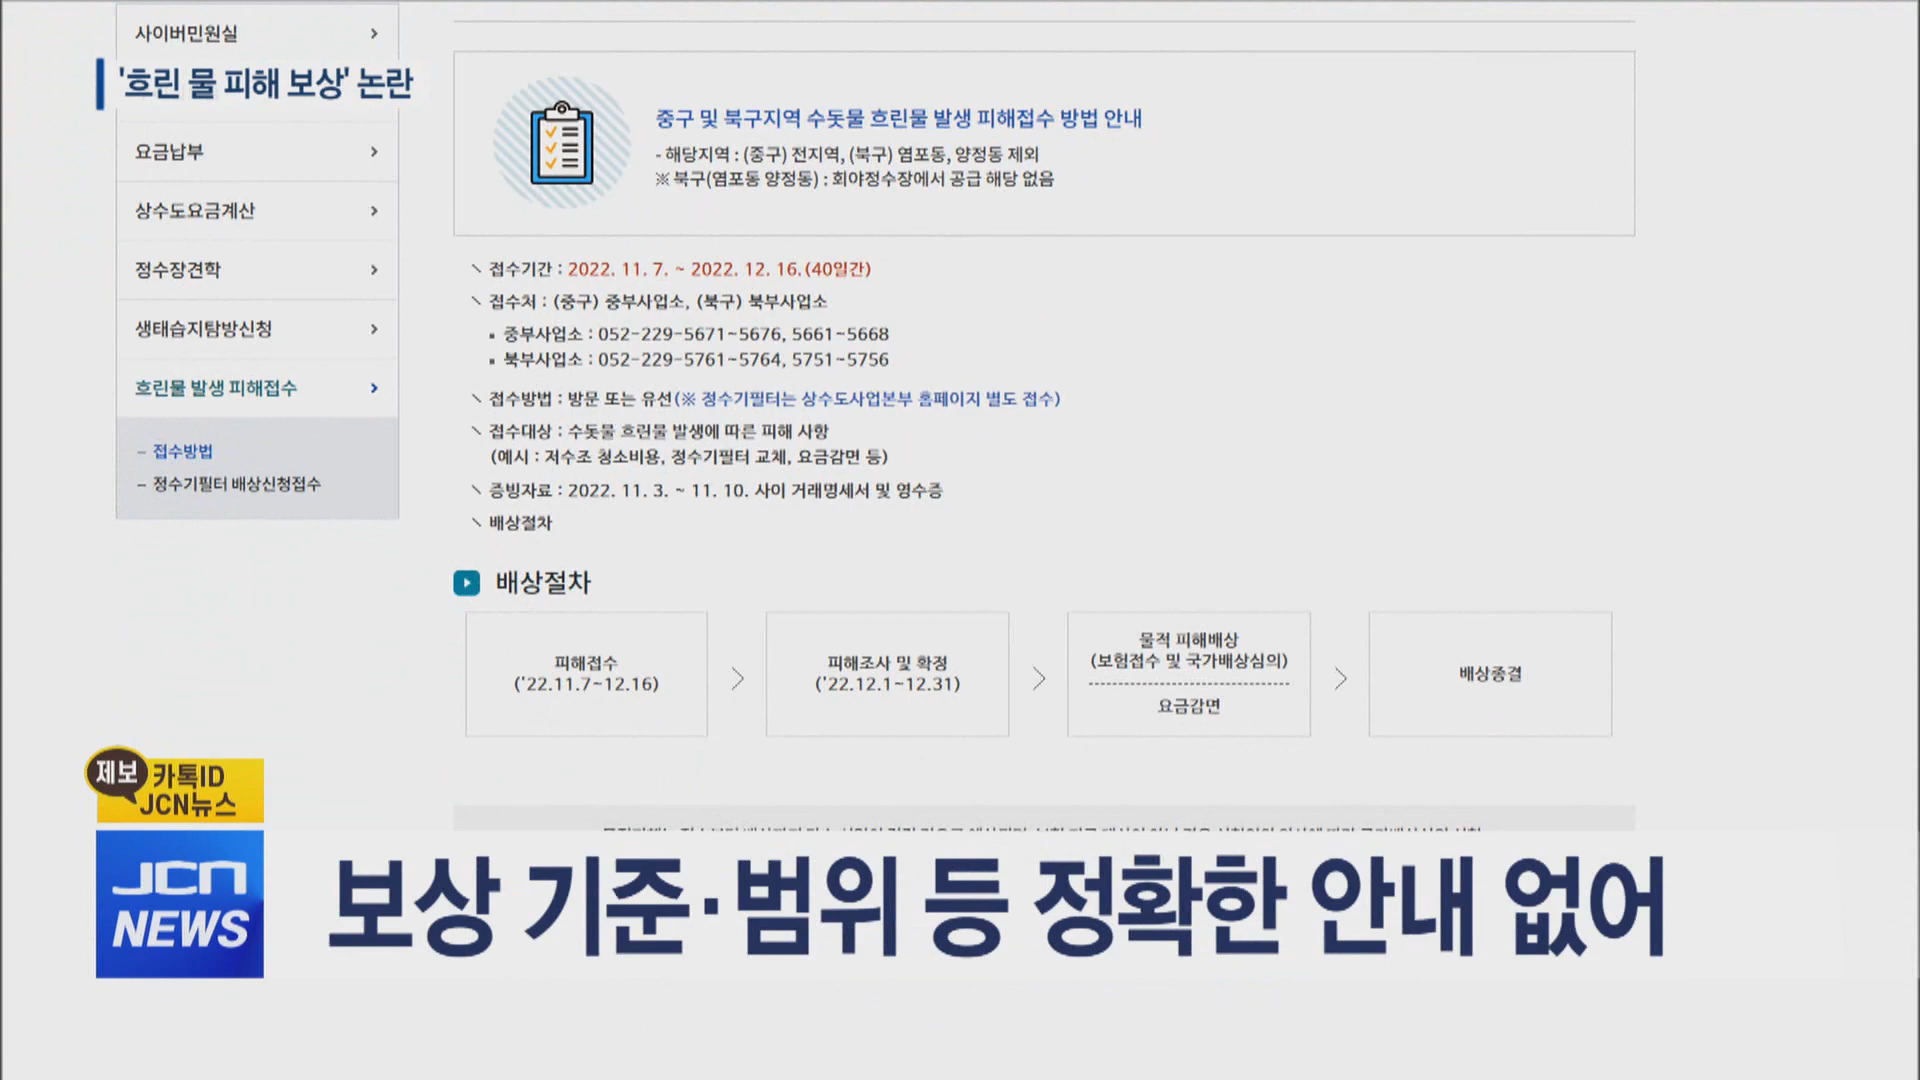 사이버민원실
'흐린 물 피해 보상' 논란
요금납부
상수도요금계산
정수장견학
생태습지탐방신청
흐린물 발생 피해접수
- 접수방법
- 정수기필터 배상신청접수
중구 및 북구지역 수돗물 흐린물 발생 피해접수 방법 안내
- 해당지역 : (중구) 전지역, (북구) 염포동, 양정동 제외
※ 북구(염포동 양정동) : 회야정수장에서 공급 해당 없음
접수기간 : 2022. 11. 7. ~ 2022. 12. 16.(40일간)
접수처 : (중구) 중부사업소, (북구) 북부사업소
중부사업소 : 052-229-5671~5676, 5661~5668
북부사업소 : 052-229-5761~5764, 5751~5756
접수방법 : 방문 또는 유선(※ 정수기필터는 상수도사업본부 홈페이지 별도 접수)
접수대상 : 수돗물 흐린물 발생에 따른 피해 사항
(예시 : 저수조 청소비용, 정수기필터 교체, 요금감면 등)
증빙자료 : 2022. 11. 3. ~ 11. 10. 사이 거래명세서 및 영수증
배상절차
배상절차
피해접수
('22.11.7~12.16)
피해조사 및 확정
('22.12.1~12.31)
물적 피해배상
(보험접수 및 국가배상심의)
요금감면
배상종결
제보 카톡ID
JCN뉴스
JCN
NEWS
보상 기준·범위 등 정확한 안내 없어